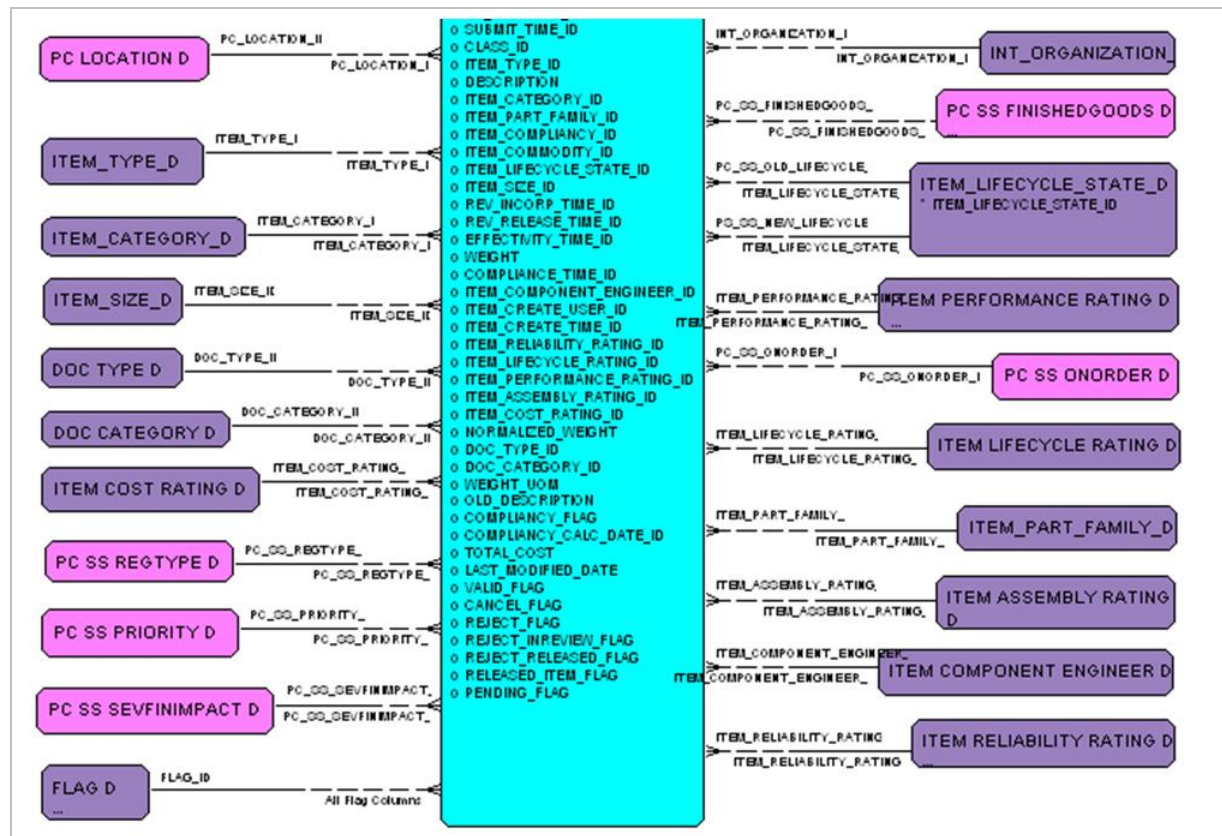 PC LOCATION D
PC_LOCATION_II
PC_LOCATION_I
ITEM_TYPE_D
ITEM_TYPE_I
ITEM_TYPE_I
ITEM_CATEGORY_D
ITEM_CATEGORY_I
ITEM_CATEGORY_I
ITEM_SIZE_D
ITEM_SIZE_II
ITEM_SIZE_II
DOC TYPE D
DOC_TYPE_II
DOC_TYPE_II
DOC CATEGORY D
DOC_CATEGORY_II
DOC_CATEGORY_II
ITEM COST RATING D
ITEM_COST_RATING_
ITEM_COST_RATING_
PC SS REGTYPE D
PC_SS_REGTYPE_
PC_SS_REGTYPE_
PC SS PRIORITY D
PC_SS_PRIORITY_
PC_SS_PRIORITY_
PC SS SEVFINIMPACT D
PC_SS_SEVFINIMPACT_
PC_SS_SEVFINIMPACT_
FLAG D
...
FLAG_ID
All Flag Columns
o SUBMIT_TIME_ID
o CLASS_ID
o ITEM_TYPE_ID
o DESCRIPTION
o ITEM_CATEGORY_ID
o ITEM_PART_FAMILY_ID
o ITEM_COMPLIANCY_ID
o ITEM_COMMODITY_ID
o ITEM_LIFECYCLE_STATE_ID
o ITEM_SIZE_ID
o REV_INCORP_TIME_ID
o REV_RELEASE_TIME_ID
o EFFECTIVITY_TIME_ID
o WEIGHT
o COMPLIANCE_TIME_ID
o ITEM_COMPONENT_ENGINEER_ID
o ITEM_CREATE_USER_ID
o ITEM_CREATE_TIME_ID
o ITEM_RELIABILITY_RATING_ID
o ITEM_LIFECYCLE_RATING_ID
o ITEM_PERFORMANCE_RATING_ID
o ITEM_ASSEMBLY_RATING_ID
o ITEM_COST_RATING_ID
o NORMALIZED_WEIGHT
o DOC_TYPE_ID
o DOC_CATEGORY_ID
o WEIGHT_UOM
o OLD_DESCRIPTION
o COMPLIANCY_FLAG
o COMPLIANCY_CALC_DATE_ID
o TOTAL_COST
o LAST_MODIFIED_DATE
o VALID_FLAG
o CANCEL_FLAG
o REJECT_FLAG
o REJECT_INREVIEW_FLAG
o REJECT_RELEASED_FLAG
o RELEASED_ITEM_FLAG
o PENDING_FLAG
INT_ORGANIZATION_I
INT_ORGANIZATION_I
INT_ORGANIZATION_
PC_SS_FINISHEDGOODS_
PC_SS_FINISHEDGOODS_
PC SS FINISHEDGOODS D
...
PC_SS_OLD_LIFECYCLE_
ITEM_LIFECYCLE_STATE_
PC_SS_NEW_LIFECYCLE
ITEM_LIFECYCLE_STATE_
ITEM_LIFECYCLE_STATE_D
* ITEM_LIFECYCLE_STATE_ID
ITEM_PERFORMANCE_RATING_
ITEM_PERFORMANCE_RATING_
ITEM PERFORMANCE RATING D
...
PC_SS_ONORDER_I
PC_SS_ONORDER_I
PC SS ONORDER D
ITEM_LIFECYCLE_RATING_
ITEM_LIFECYCLE_RATING_
ITEM LIFECYCLE RATING D
ITEM_PART_FAMILY_
ITEM_PART_FAMILY_
ITEM_PART_FAMILY_D
ITEM_ASSEMBLY_RATING_
ITEM_ASSEMBLY_RATING_
ITEM ASSEMBLY RATING
D
ITEM_COMPONENT_ENGINEER_
ITEM_COMPONENT_ENGINEER_
ITEM COMPONENT ENGINEER D
ITEM_RELIABILITY_RATING
ITEM_RELIABILITY_RATING
ITEM RELIABILITY RATING D
...